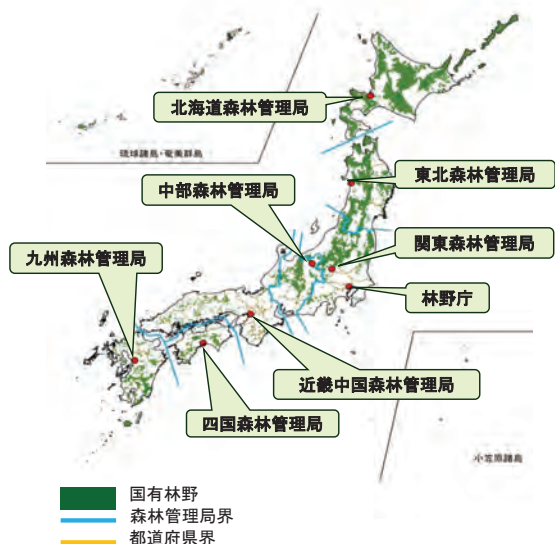 北海道森林管理局
琉球諸島・奄美群島
東北森林管理局
中部森林管理局
関東森林管理局
九州森林管理局
林野庁
近畿中国森林管理局
四国森林管理局
小笠原諸島
国有林野
森林管理局界
都道府県界